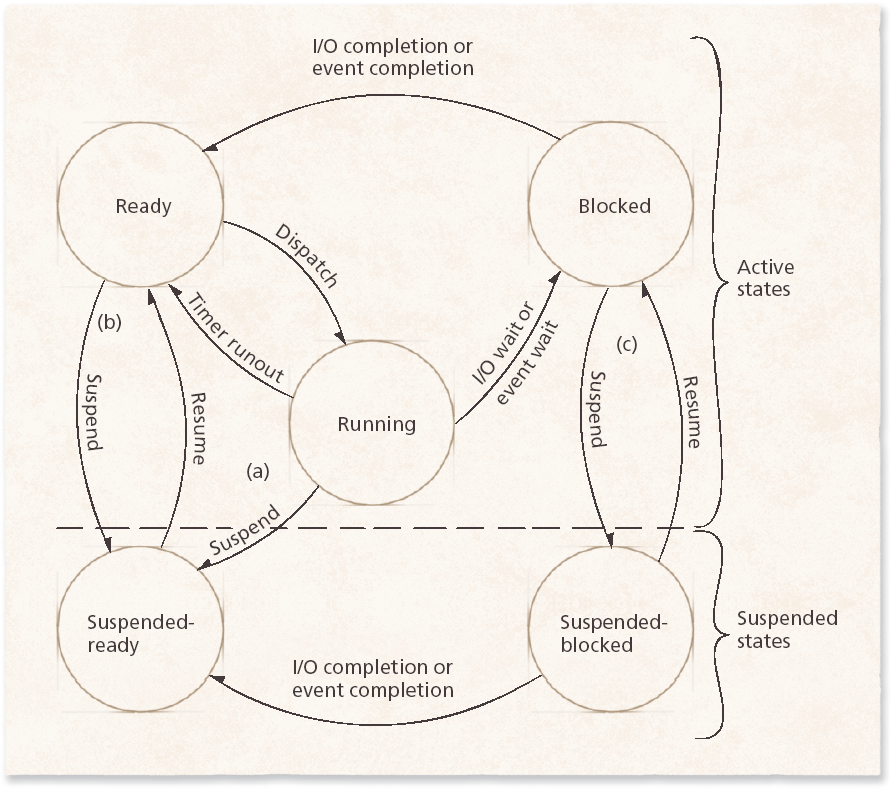 I/O completion or
event completion
Ready
Blocked
Dispatch
Active
states
(b)
Timer runout
I/O wait or
event wait
(c)
Suspend
Resume
Running
Suspend
Resume
(a)
Suspend
Suspended-
ready
Suspended-
blocked
Suspended
states
I/O completion or
event completion